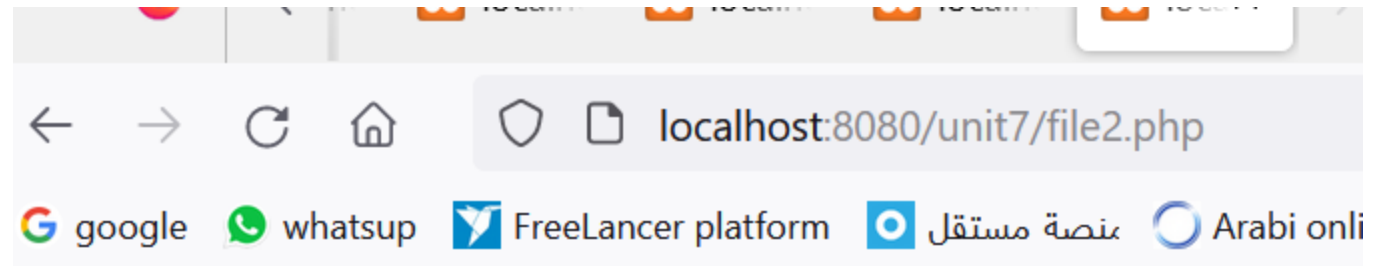 localhost:8080/unit7/file2.php
google whatsup FreeLancer platform منصة مستقل Arabi onli